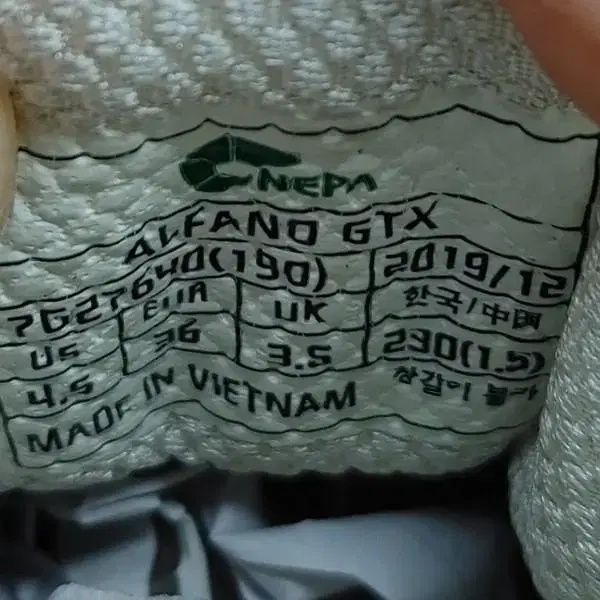 NEPA
ALFANO GTX
7G27640(190) 2019/12
US EUR UK 한국/中国
4.5 36 3.5 230(1.5)
MADE IN VIETNAM 창갈이 불가